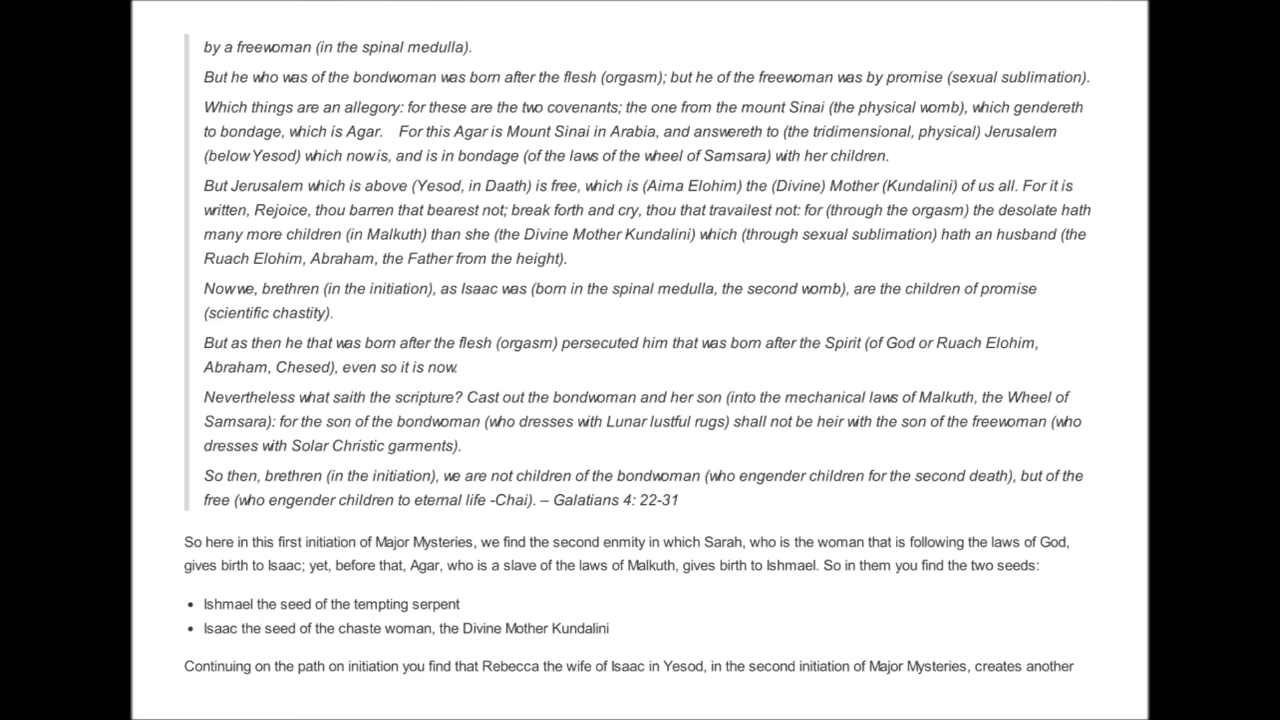 by a freewoman (in the spinal medulla).
But he who was of the bondwoman was born after the flesh (orgasm); but he of the freewoman was by promise (sexual sublimation).
Which things are an allegory: for these are the two covenants; the one from the mount Sinai (the physical womb), which gendereth
to bondage, which is Agar. For this Agar is Mount Sinai in Arabia, and answereth to (the tridimensional, physical) Jerusalem
(below Yesod) which now is, and is in bondage (of the laws of the wheel of Samsara) with her children.
But Jerusalem which is above (Yesod, in Daath) is free, which is (Aima Elohim) the (Divine) Mother (Kundalini) of us all. For it is
written, Rejoice, thou barren that bearest not; break forth and cry, thou that travailest not: for (through the orgasm) the desolate hath
many more children (in Malkuth) than she (the Divine Mother Kundalini) which (through sexual sublimation) hath an husband (the
Ruach Elohim, Abraham, the Father from the height).
Now we, brethren (in the initiation), as Isaac was (born in the spinal medulla, the second womb), are the children of promise
(scientific chastity).
But as then he that was born after the flesh (orgasm) persecuted him that was born after the Spirit (of God or Ruach Elohim,
Abraham, Chesed), even so it is now.
Nevertheless what saith the scripture? Cast out the bondwoman and her son (into the mechanical laws of Malkuth, the Wheel of
Samsara): for the son of the bondwoman (who dresses with Lunar lustful rugs) shall not be heir with the son of the freewoman (who
dresses with Solar Christic garments).
So then, brethren (in the initiation), we are not children of the bondwoman (who engender children for the second death), but of the
free (who engender children to eternal life -Chai). – Galatians 4: 22-31
So here in this first initiation of Major Mysteries, we find the second enmity in which Sarah, who is the woman that is following the laws of God,
gives birth to Isaac; yet, before that, Agar, who is a slave of the laws of Malkuth, gives birth to Ishmael. So in them you find the two seeds:
• Ishmael the seed of the tempting serpent
• Isaac the seed of the chaste woman, the Divine Mother Kundalini
Continuing on the path on initiation you find that Rebecca the wife of Isaac in Yesod, in the second initiation of Major Mysteries, creates another